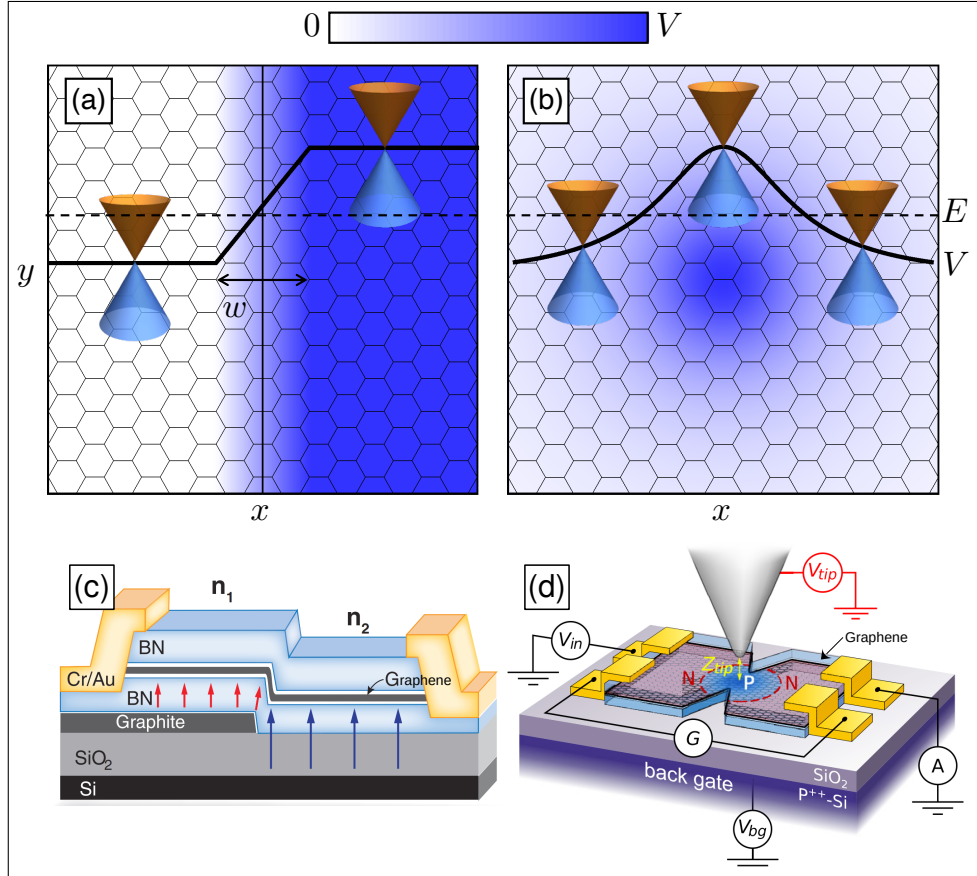 0 V
(a) (b)
E
y w V
x x
(c) (d)
n1
n2
BN
Cr/Au
BN
Graphene
Graphite
SiO2
Si
Vtip
Vin
Graphene
Ztip
N P N
G
back gate
SiO2
P++-Si
A
Vbg